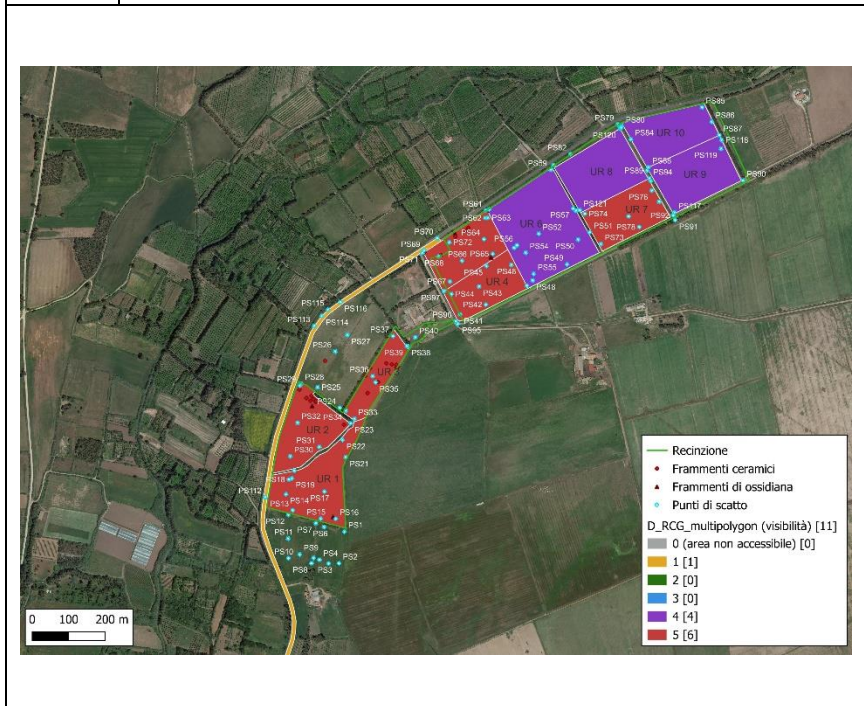 PS89
PS86
PS79
PS80
UR 10
PS87
PS120
PS84
PS118
PS82
PS119
PS88
PS69
UR 8
PS94
UR 9
PS90
PS76
PS61
PS121
PS117
PS62
PS63
PS57
PS74
UR 7
PS92
PS91
UR 6
PS70
PS64
PS51
PS78
PS72
PS52
PS69
PS56
PS50
PS73
PS71
PS54
PS68
PS66
PS65
PS49
PS45
PS46
PS55
PS67
UR 4
PS48
PS97
PS44
PS43
PS42
PS115
PS116
PS96
PS41
PS95
PS113
PS114
PS37
PS40
PS27
PS26
PS39
PS38
PS36
PS28
PS29
PS25
PS35
PS24
PS34
PS33
PS32
PS23
UR 2
PS31
PS22
PS30
PS21
UR 1
PS18
PS19
PS112
PS14
PS17
PS13
PS12
PS15
PS16
PS7
PS6
PS1
PS11
PS10
PS9
PS4
PS2
PS8
PS3
Recinzione
Frammenti ceramici
Frammenti di ossidiana
Punti di scatto
D_RCG_multipolygon (visibilità) [11]
0 (area non accessibile) [0]
1 [1]
2 [0]
3 [0]
4 [4]
5 [6]
0 100 200 m